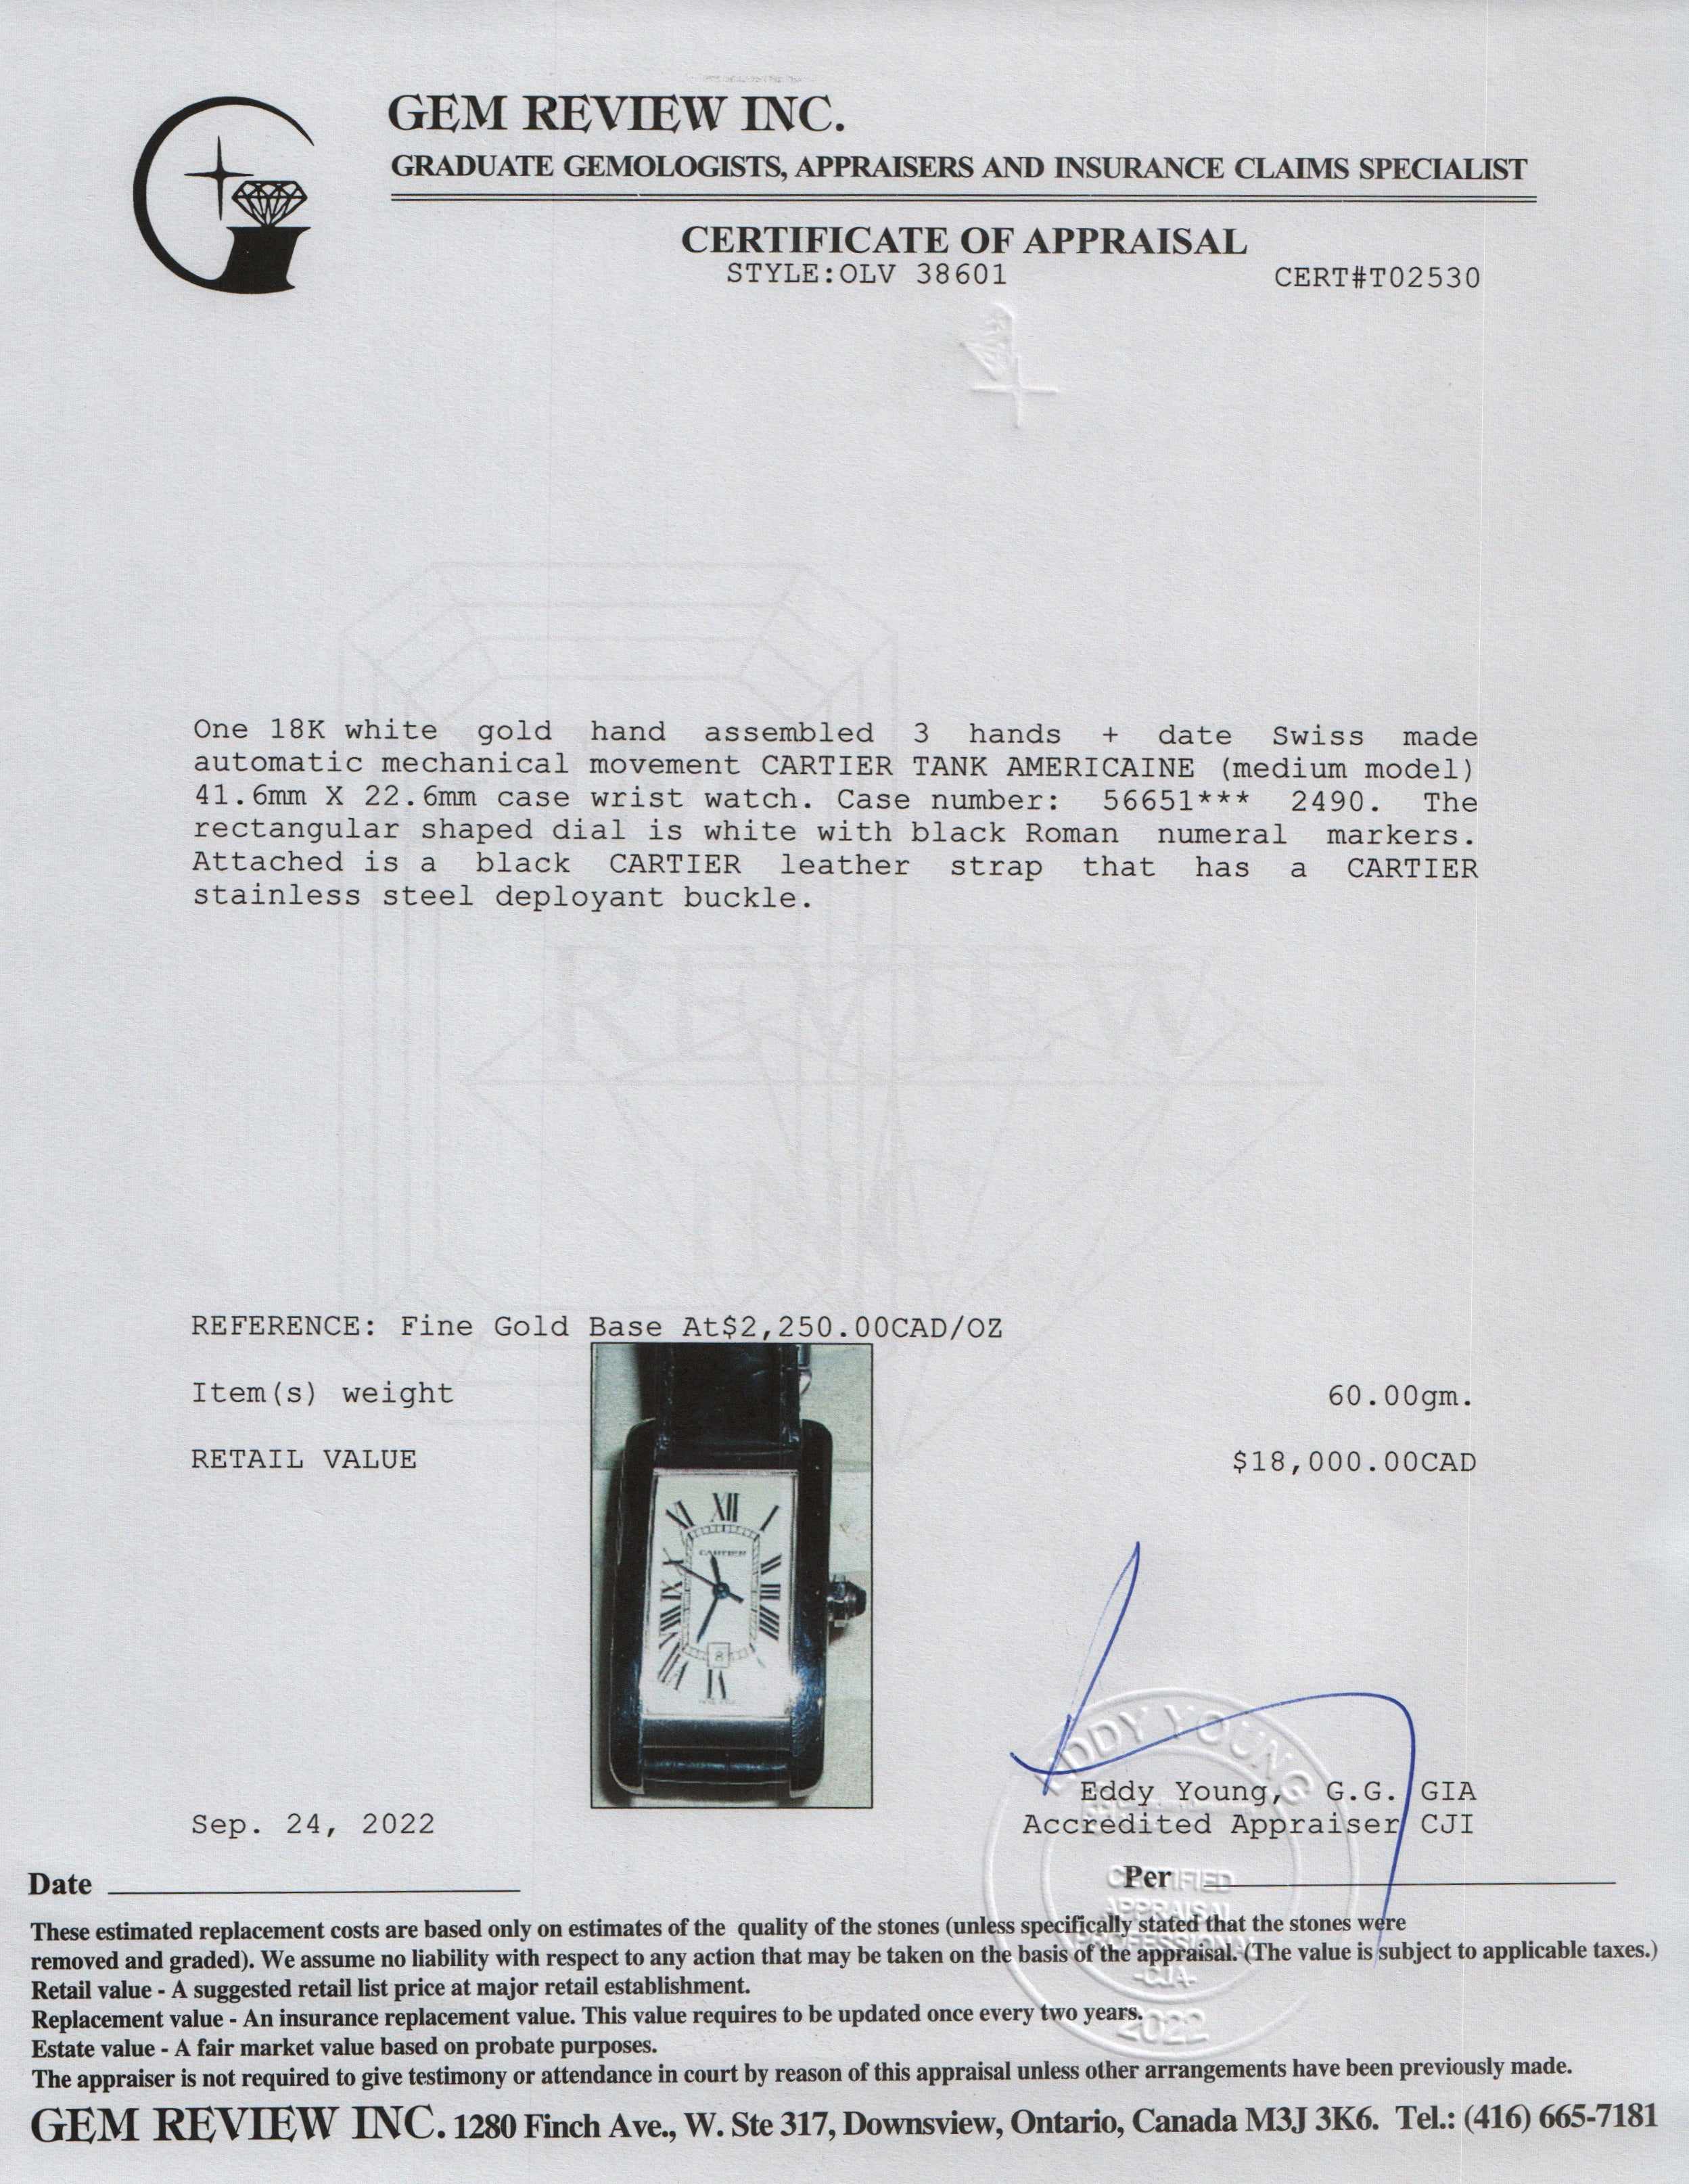 GEM REVIEW INC.
GRADUATE GEMOLOGISTS, APPRAISERS AND INSURANCE CLAIMS SPECIALIST
CERTIFICATE OF APPRAISAL
STYLE:OLV 38601
CERT#T02530
One 18K white gold hand assembled 3 hands + date Swiss made
automatic mechanical movement CARTIER TANK AMERICAINE (medium model)
41.6mm X 22.6mm case wrist watch. Case number: 56651*** 2490. The
rectangular shaped dial is white with black Roman numeral markers.
Attached is a black CARTIER leather strap that has a CARTIER
stainless steel deployant buckle.
REVIEW
INC
REFERENCE: Fine Gold Base At$2,250.00CAD/OZ
Item(s) weight 60.00gm.
RETAIL VALUE $18,000.00CAD
XII
CARTIER
8
EDDY YOUNG
Eddy Young, G.G. GIA
Sep. 24, 2022
Accredited Appraiser CJI
Date
Per
CERTIFIED
APPRAISAL
PROFESSIONAL
-CJA-
2022
These estimated replacement costs are based only on estimates of the quality of the stones (unless specifically stated that the stones were
removed and graded). We assume no liability with respect to any action that may be taken on the basis of the appraisal. (The value is subject to applicable taxes.)
Retail value - A suggested retail list price at major retail establishment.
Replacement value - An insurance replacement value. This value requires to be updated once every two years.
Estate value - A fair market value based on probate purposes.
The appraiser is not required to give testimony or attendance in court by reason of this appraisal unless other arrangements have been previously made.
GEM REVIEW INC. 1280 Finch Ave., W. Ste 317, Downsview, Ontario, Canada M3J 3K6. Tel.: (416) 665-7181